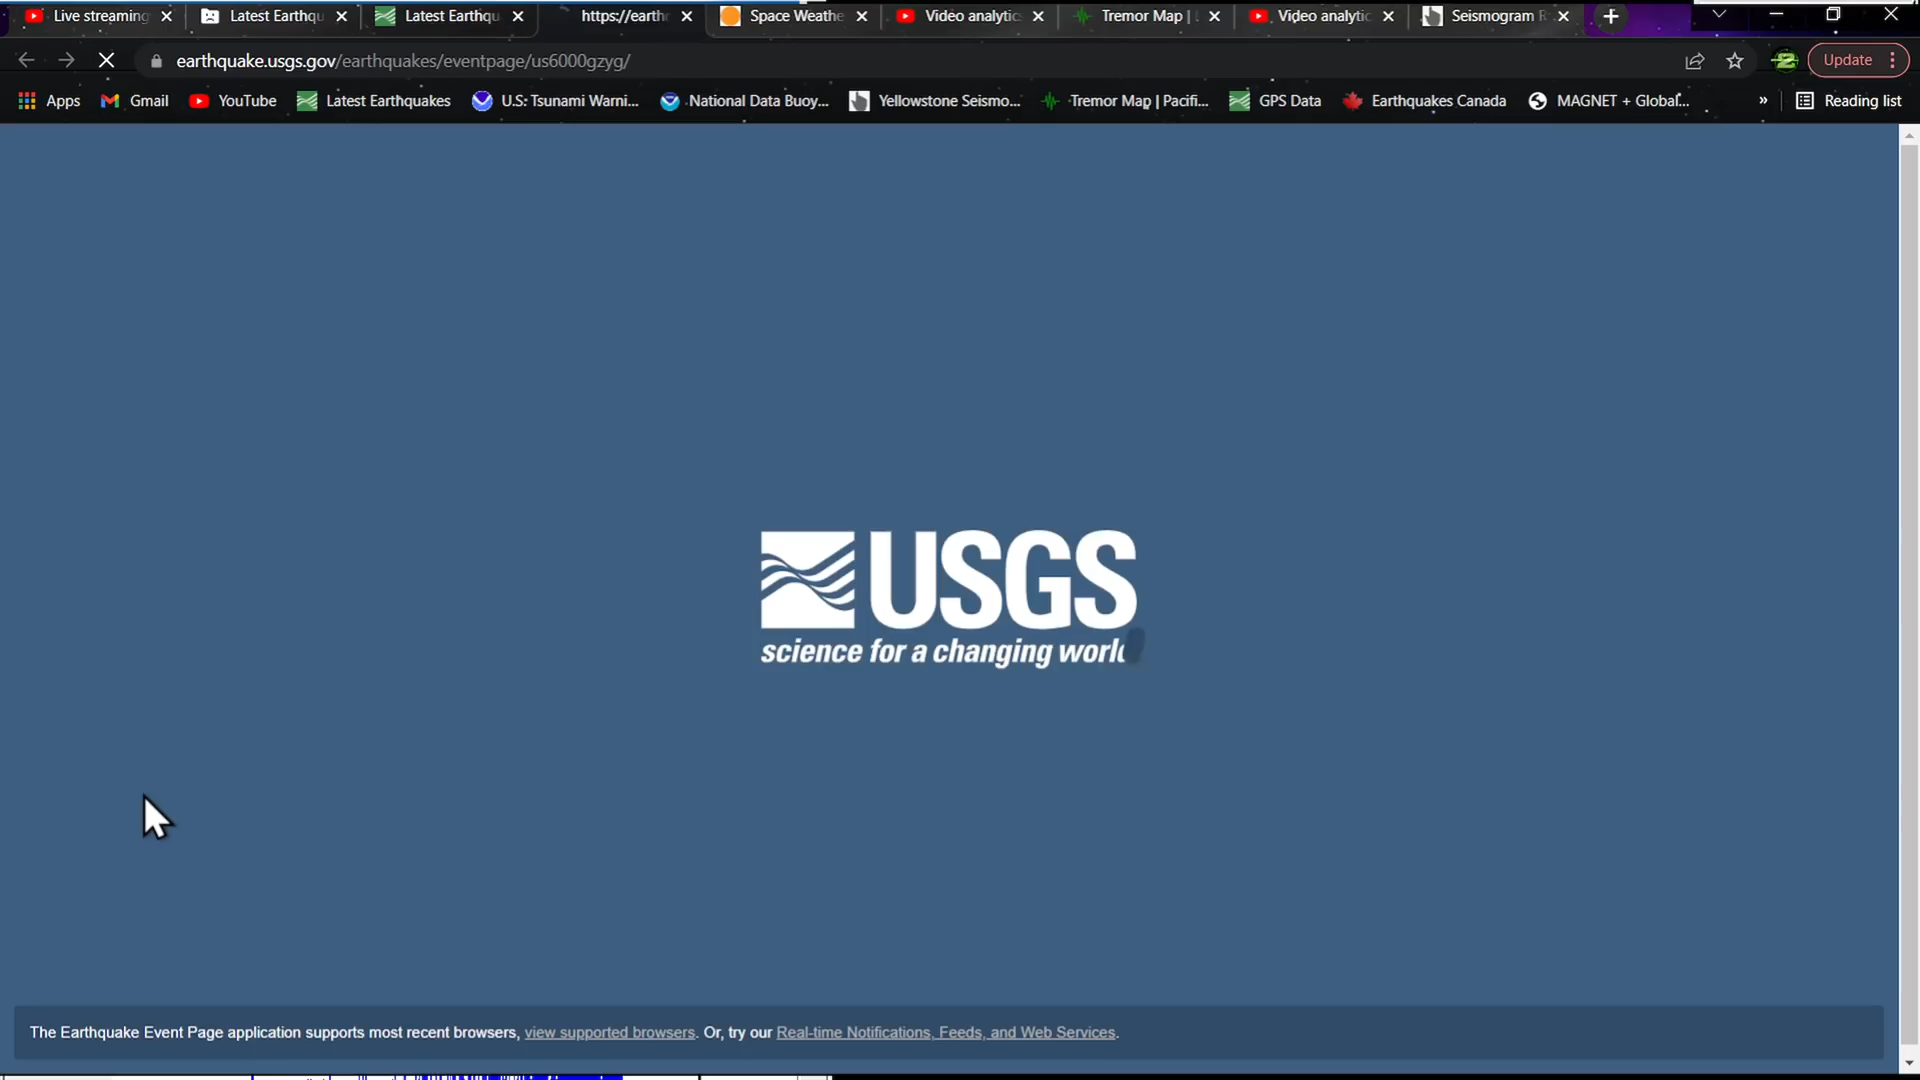 Live streaming
Latest Earthqu
Latest Earthqu
https://earth
Space Weathe
Video analytic
Tremor Map |
Video analytic
Seismogram R
earthquake.usgs.gov/earthquakes/eventpage/us6000gzyg/
Update
Apps
Gmail
YouTube
Latest Earthquakes
U.S. Tsunami Warni...
National Data Buoy...
Yellowstone Seismo...
Tremor Map | Pacifi...
GPS Data
Earthquakes Canada
MAGNET + Global...
»
Reading list
USGS
science for a changing world
The Earthquake Event Page application supports most recent browsers, view supported browsers. Or, try our Real-time Notifications, Feeds, and Web Services.